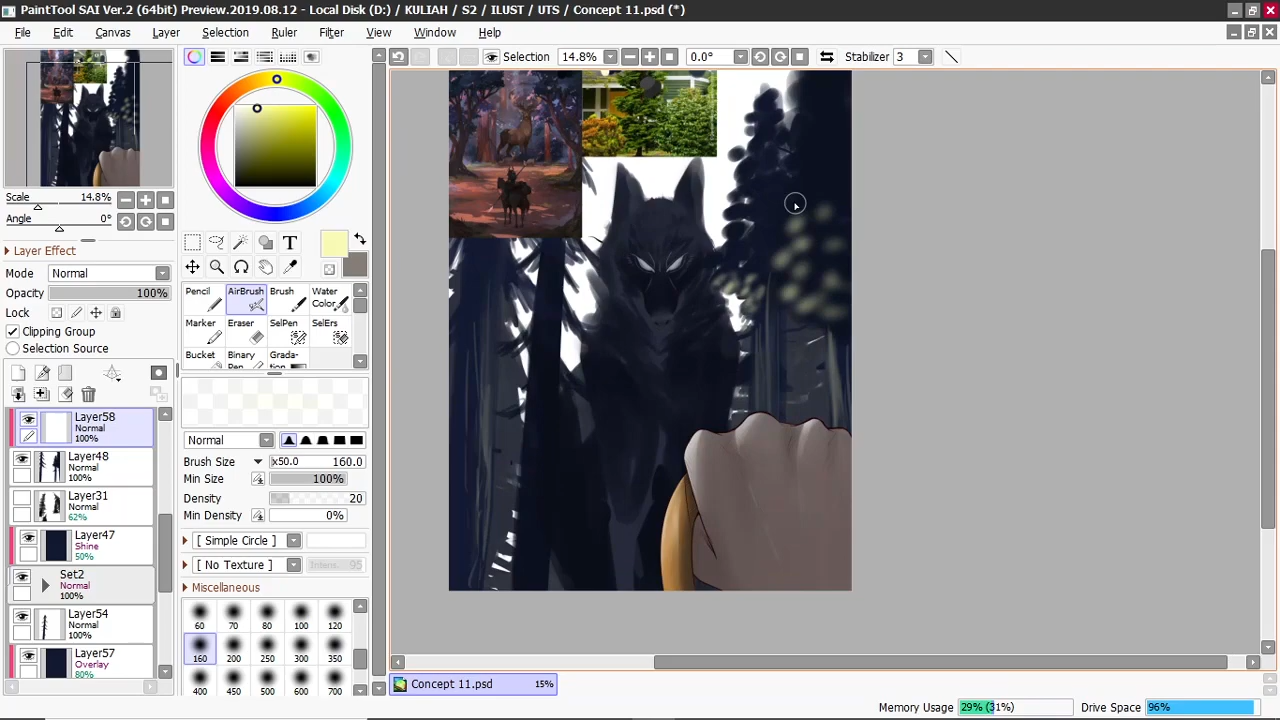 PaintTool SAI Ver.2 (64bit) Preview.2019.08.12 - Local Disk (D:) / KULIAH / S2 / ILUST / UTS / Concept 11.psd (*)
File Edit Canvas Layer Selection Ruler Filter View Window Help
Selection 14.8% 0.0° Stabilizer 3
Scale 14.8%
Angle 0°
Layer Effect
Mode Normal
Opacity 100%
Lock
Clipping Group
Selection Source
Layer58
Normal
100%
Layer48
Normal
100%
Layer31
Normal
62%
Layer47
Shine
50%
Set2
Normal
100%
Layer54
Normal
100%
Layer57
Overlay
80%
T
Pencil AirBrush Brush Water Color
Marker Eraser SelPen SelErs
Bucket Binary Pen Grada-tion
Normal
Brush Size x50.0 160.0
Min Size 100%
Density 20
Min Density 0%
[ Simple Circle ]
[ No Texture ] Intens. 95
Miscellaneous
60 70 80 100 120
160 200 250 300 350
400 450 500 600 700
Concept 11.psd 15%
Memory Usage 29% (31%) Drive Space 96%